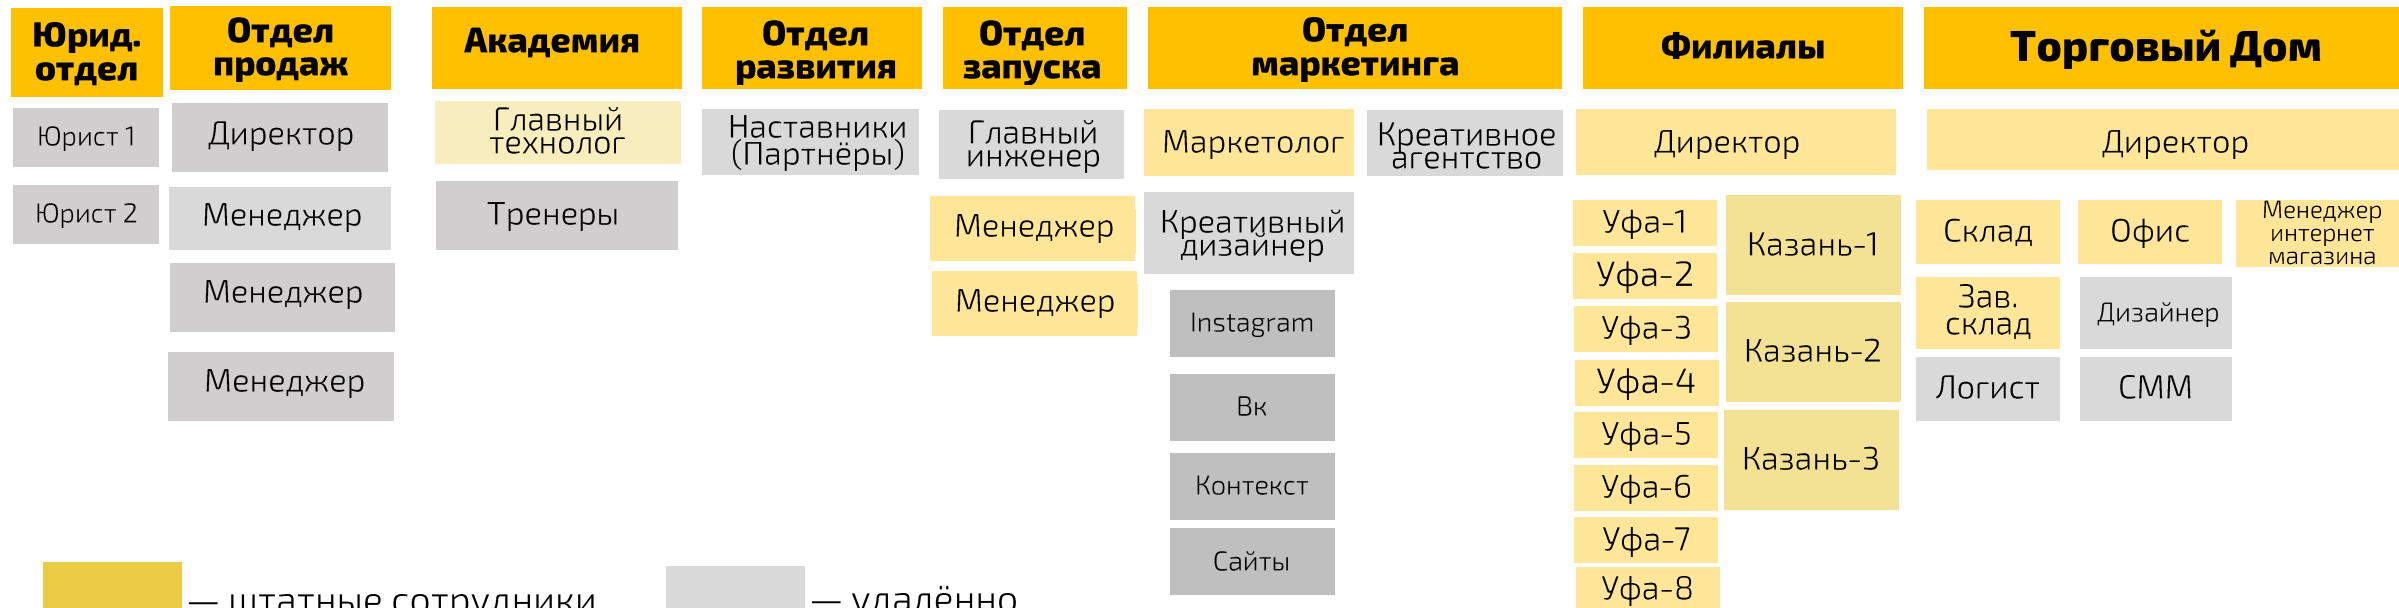 Юрид.
отдел
Юрист 1
Юрист 2
Отдел
продаж
Директор
Менеджер
Менеджер
Менеджер
Академия
Главный
технолог
Тренеры
Отдел
развития
Наставники
(Партнёры)
Отдел
запуска
Главный
инженер
Менеджер
Менеджер
Отдел
маркетинга
Маркетолог
Креативное
агентство
Креативный
дизайнер
Instagram
Вк
Контекст
Сайты
Филиалы
Директор
Уфа-1
Уфа-2
Уфа-3
Уфа-4
Уфа-5
Уфа-6
Уфа-7
Уфа-8
Казань-1
Казань-2
Казань-3
Торговый Дом
Директор
Склад
Зав.
склад
Логист
Офис
Дизайнер
СММ
Менеджер
интернет
магазина
— штатные сотрудники
— удалённо